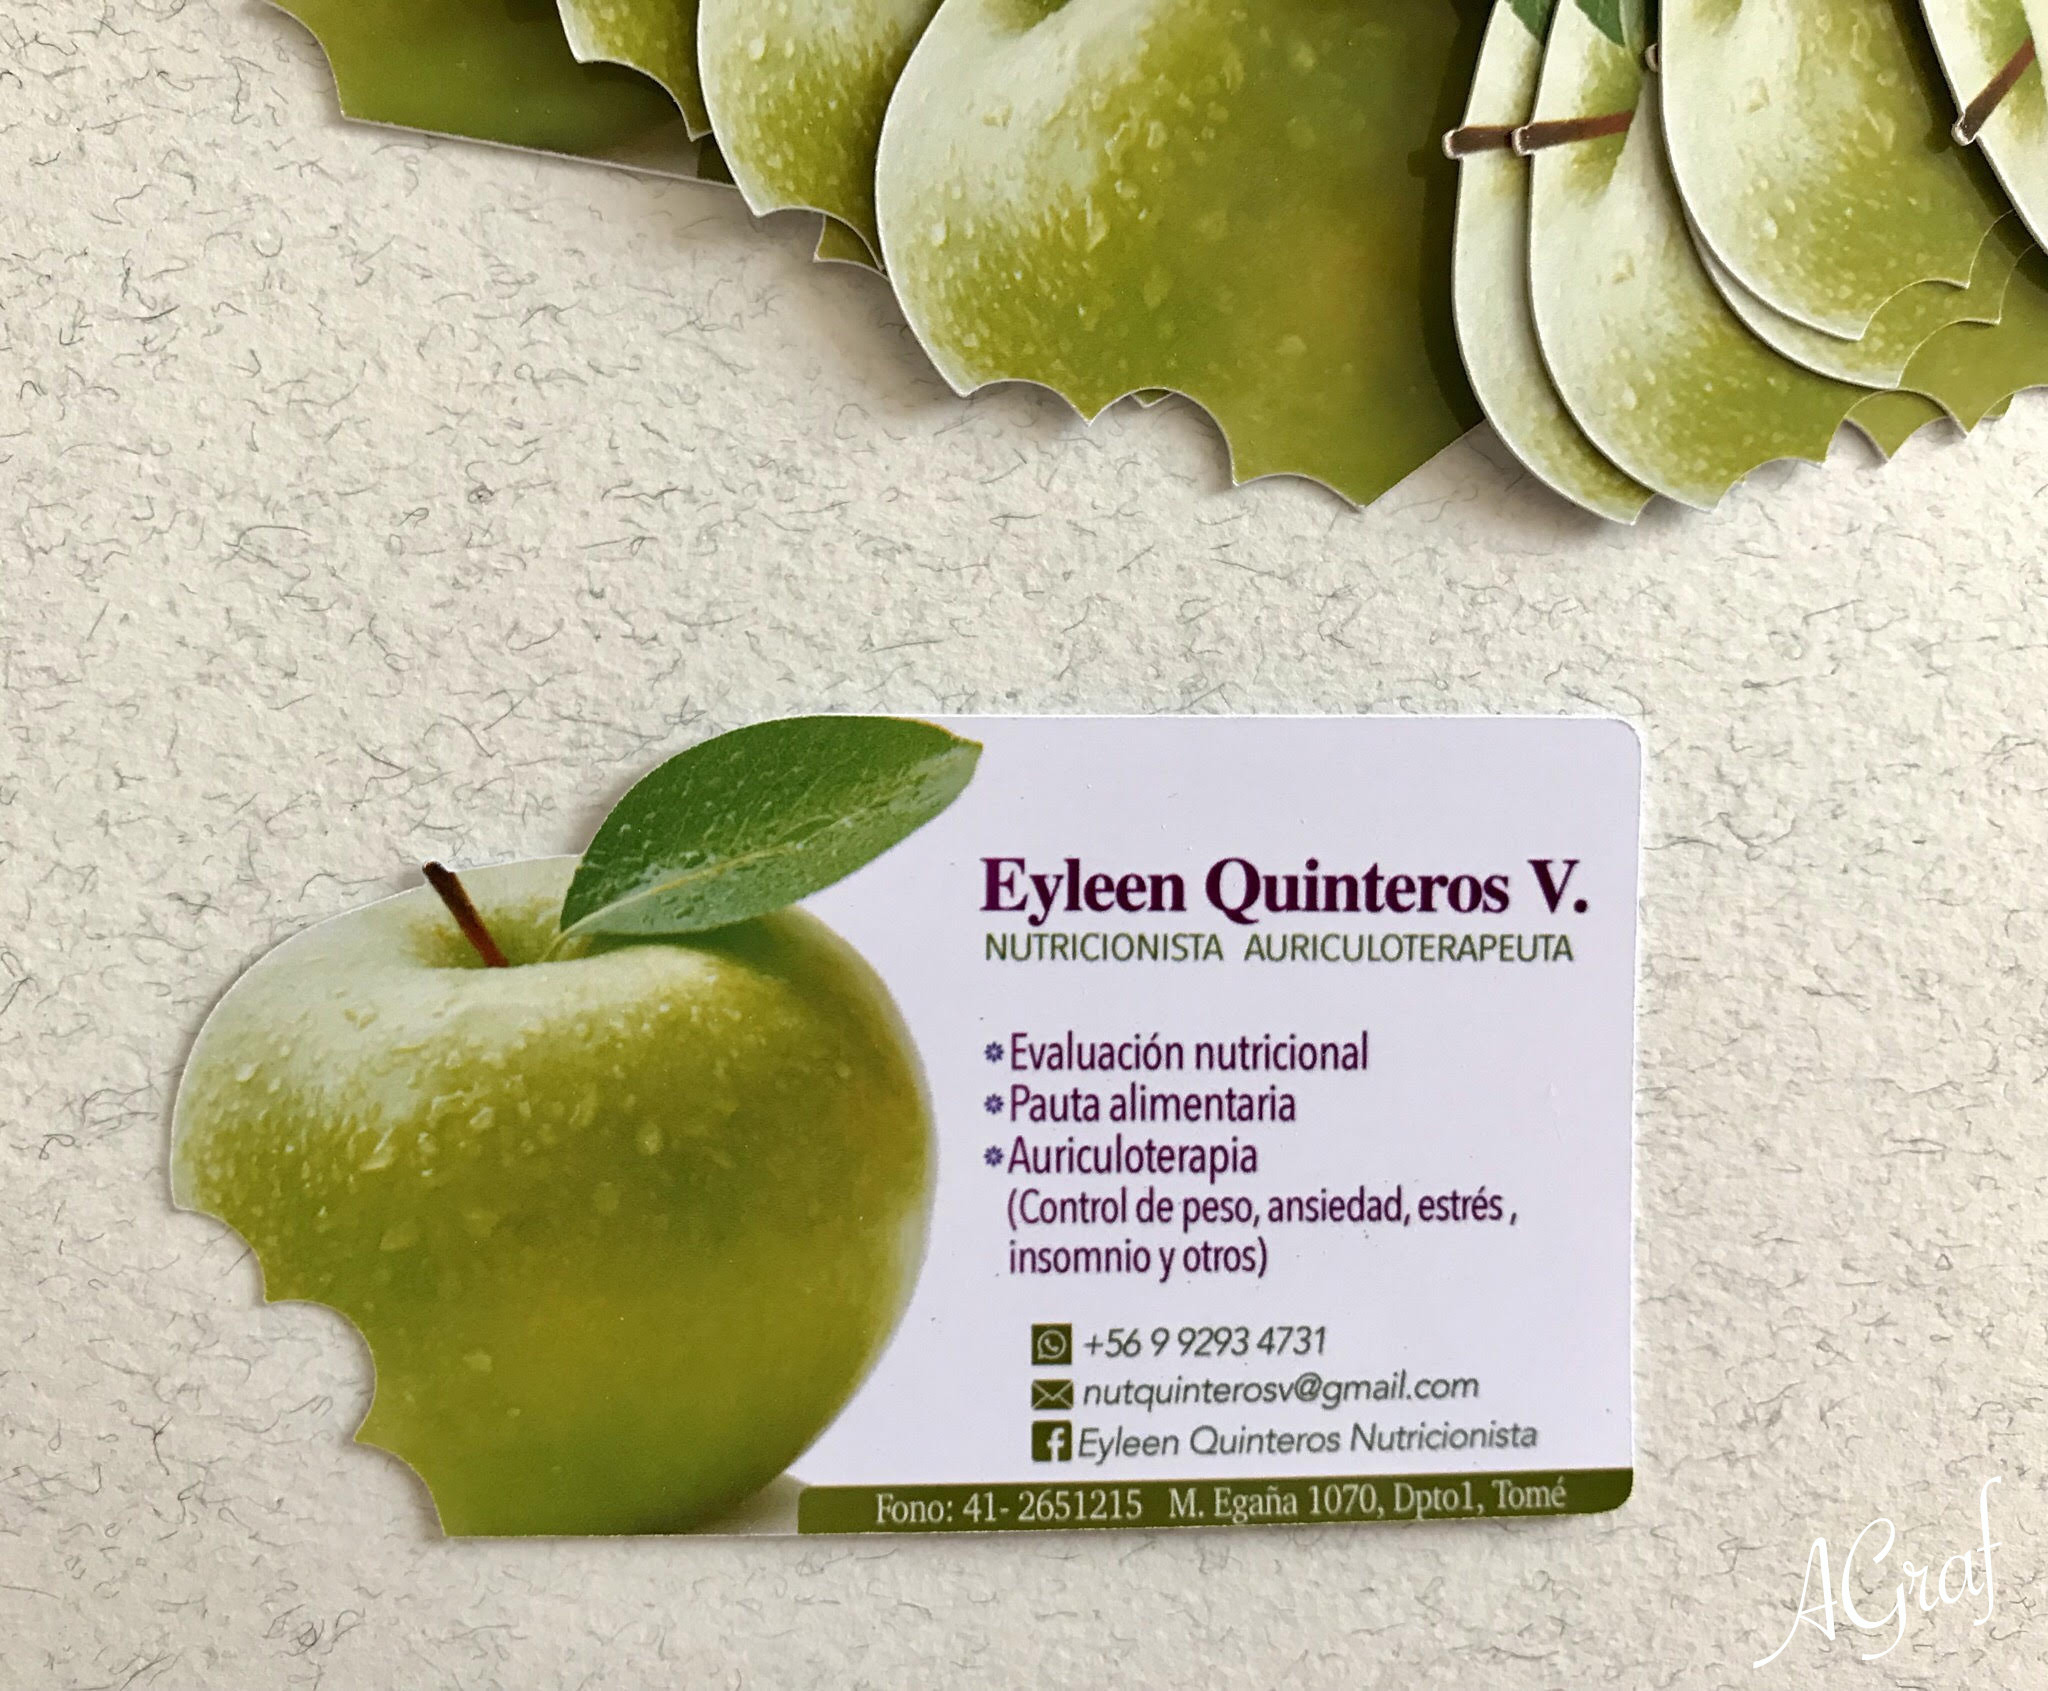 Eyleen Quinteros V.
NUTRICIONISTA AURICULOTERAPEUTA
Evaluación nutricional
Pauta alimentaria
Auriculoterapia
(Control de peso, ansiedad, estrés ,
insomnio y otros)
+56 9 9293 4731
nutquinterosv@gmail.com
Eyleen Quinteros Nutricionista
Fono: 41- 2651215 M. Egaña 1070, Dpto1, Tomé
AGraf